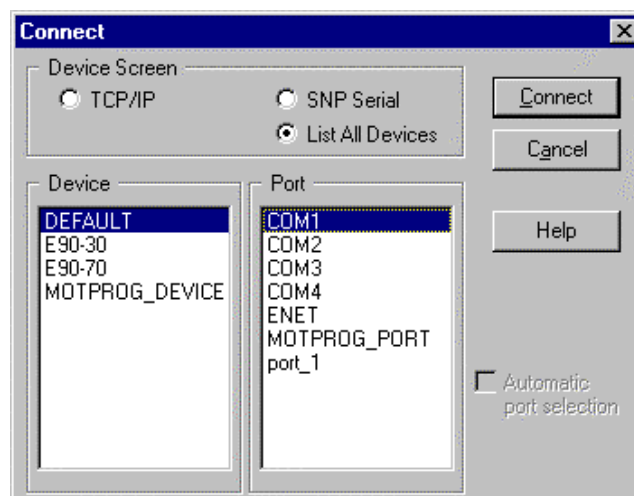 Connect
Device Screen
TCP/IP
SNP Serial
List All Devices
Connect
Cancel
Help
Device
DEFAULT
E90-30
E90-70
MOTPROG_DEVICE
Port
COM1
COM2
COM3
COM4
ENET
MOTPROG_PORT
port_1
Automatic
port selection